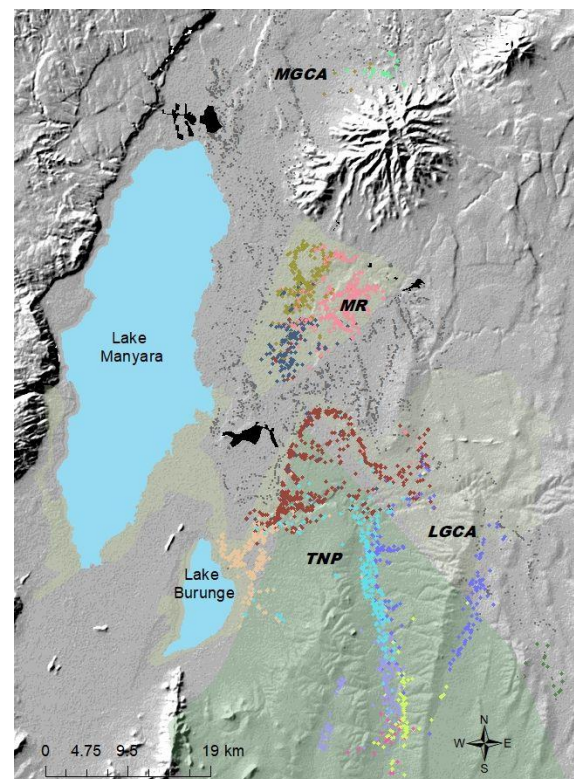 MGCA
MR
Lake
Manyara
LGCA
TNP
Lake
Burunge
N
W E
S
0 4.75 9.5 19 km